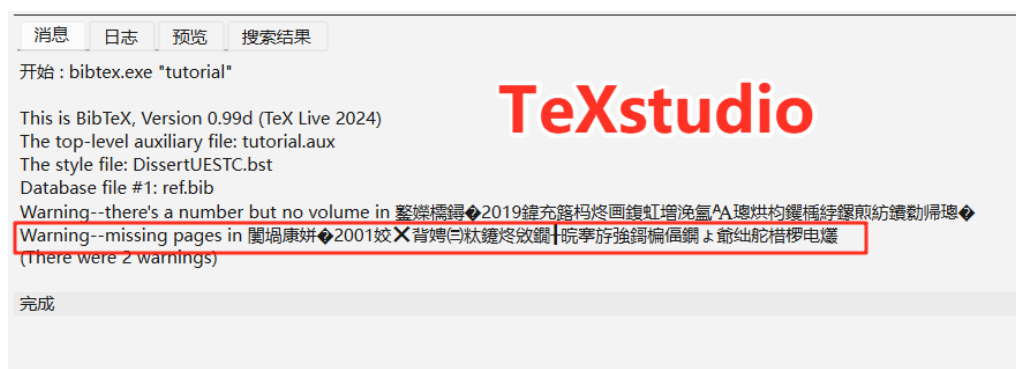 消息 日志 预览 搜索结果
开始 : bibtex.exe "tutorial"
TeXstudio
This is BibTeX, Version 0.99d (TeX Live 2024)
The top-level auxiliary file: tutorial.aux
The style file: DissertUESTC.bst
Database file #1: ref.bib
Warning--there's a number but no volume in
Warning--missing pages in
(There were 2 warnings)
完成